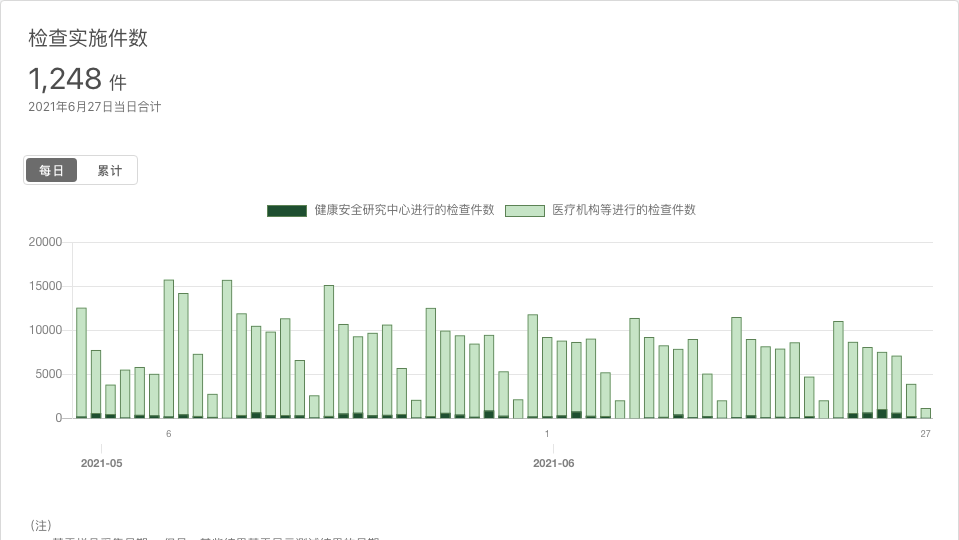 检查实施件数
1,248 件
2021年6月27日当日合计
每日 累计
健康安全研究中心进行的检查件数 医疗机构等进行的检查件数
20000
15000
10000
5000
0
6 1 27
2021-05 2021-06
（注）